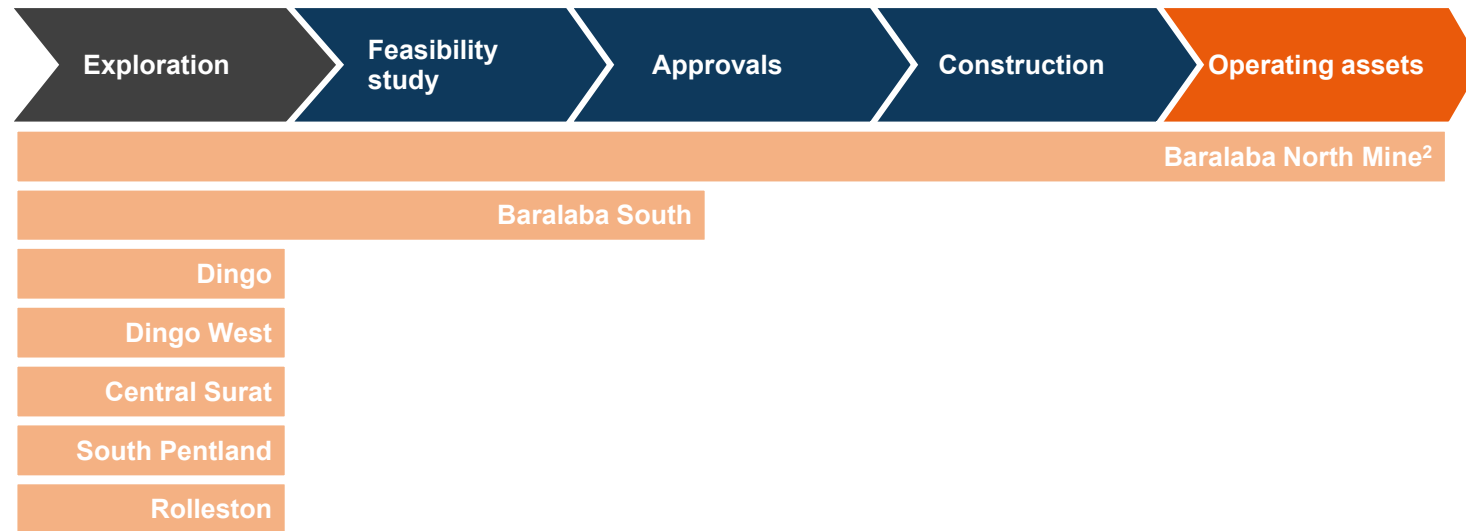 Exploration
Feasibility
study
Approvals
Construction
Operating assets
Baralaba North Mine²
Baralaba South
Dingo
Dingo West
Central Surat
South Pentland
Rolleston